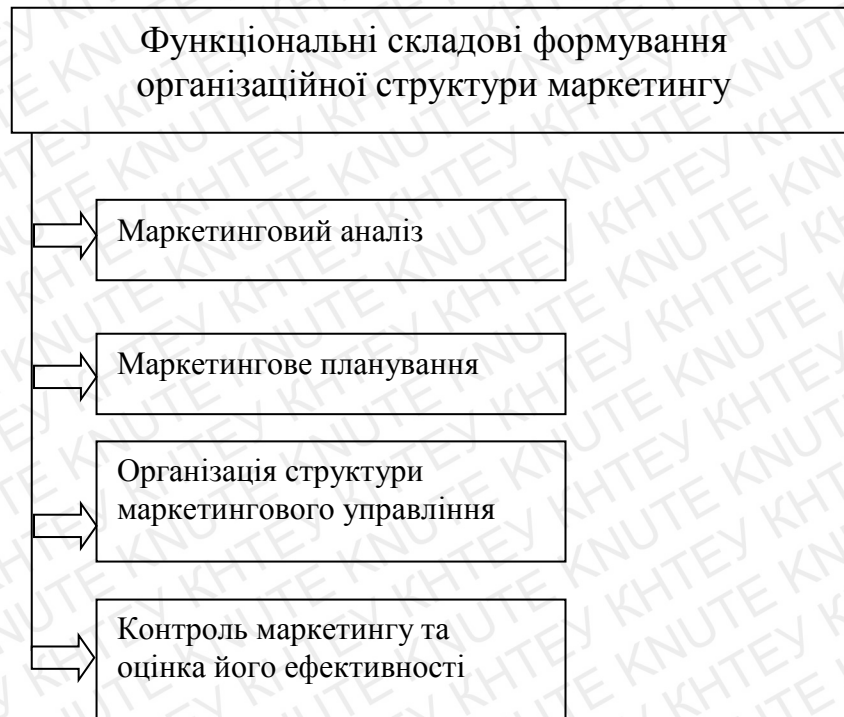 Функціональні складові формування
організаційної структури маркетингу
Маркетинговий аналіз
Маркетингове планування
Організація структури
маркетингового управління
Контроль маркетингу та
оцінка його ефективності